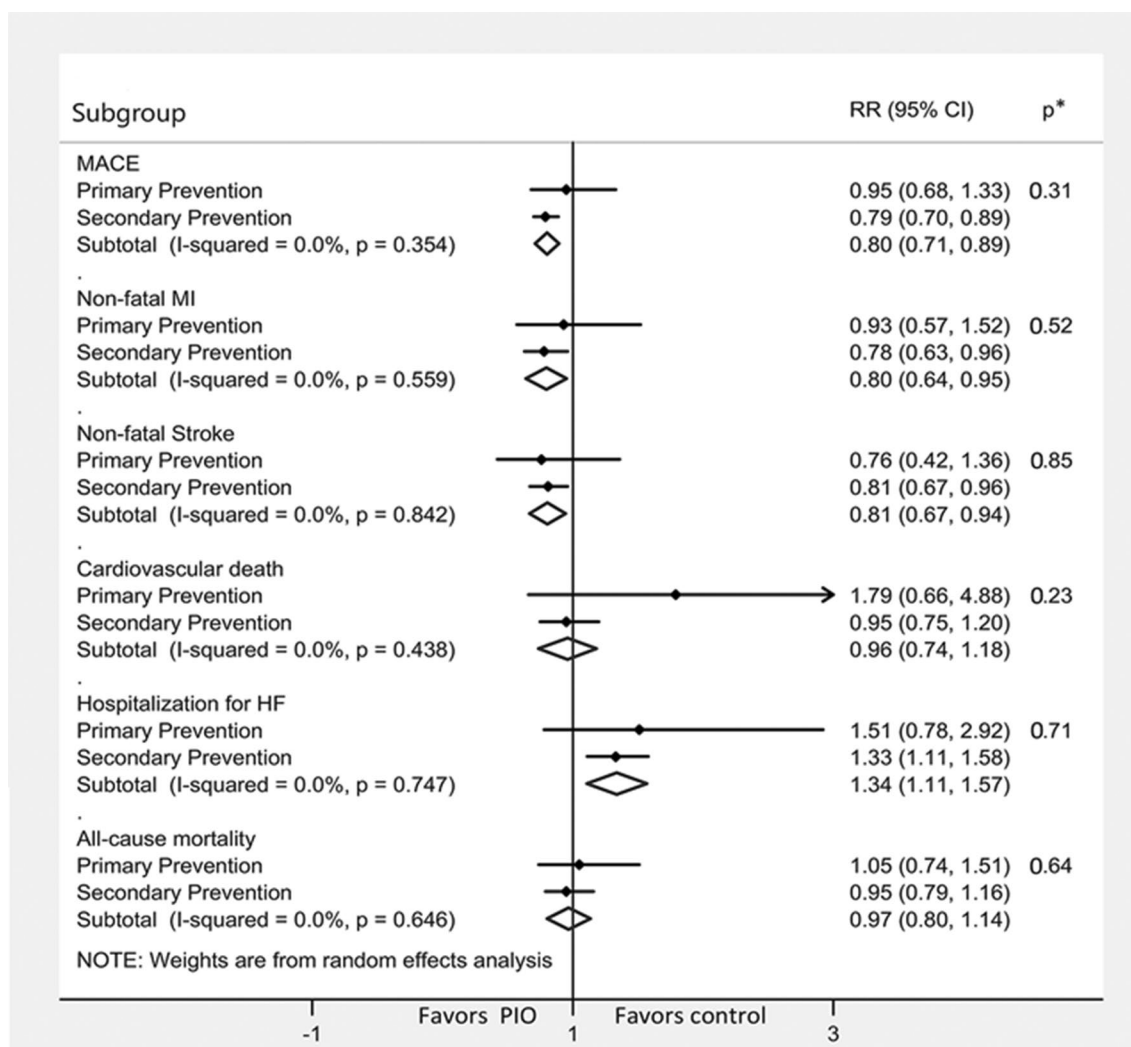 Subgroup RR (95% CI) p*
MACE
Primary Prevention 0.95 (0.68, 1.33) 0.31
Secondary Prevention 0.79 (0.70, 0.89)
Subtotal (I-squared = 0.0%, p = 0.354) 0.80 (0.71, 0.89)
.
Non-fatal MI
Primary Prevention 0.93 (0.57, 1.52) 0.52
Secondary Prevention 0.78 (0.63, 0.96)
Subtotal (I-squared = 0.0%, p = 0.559) 0.80 (0.64, 0.95)
.
Non-fatal Stroke
Primary Prevention 0.76 (0.42, 1.36) 0.85
Secondary Prevention 0.81 (0.67, 0.96)
Subtotal (I-squared = 0.0%, p = 0.842) 0.81 (0.67, 0.94)
.
Cardiovascular death
Primary Prevention 1.79 (0.66, 4.88) 0.23
Secondary Prevention 0.95 (0.75, 1.20)
Subtotal (I-squared = 0.0%, p = 0.438) 0.96 (0.74, 1.18)
.
Hospitalization for HF
Primary Prevention 1.51 (0.78, 2.92) 0.71
Secondary Prevention 1.33 (1.11, 1.58)
Subtotal (I-squared = 0.0%, p = 0.747) 1.34 (1.11, 1.57)
.
All-cause mortality
Primary Prevention 1.05 (0.74, 1.51) 0.64
Secondary Prevention 0.95 (0.79, 1.16)
Subtotal (I-squared = 0.0%, p = 0.646) 0.97 (0.80, 1.14)
NOTE: Weights are from random effects analysis
Favors PIO Favors control
-1 1 3